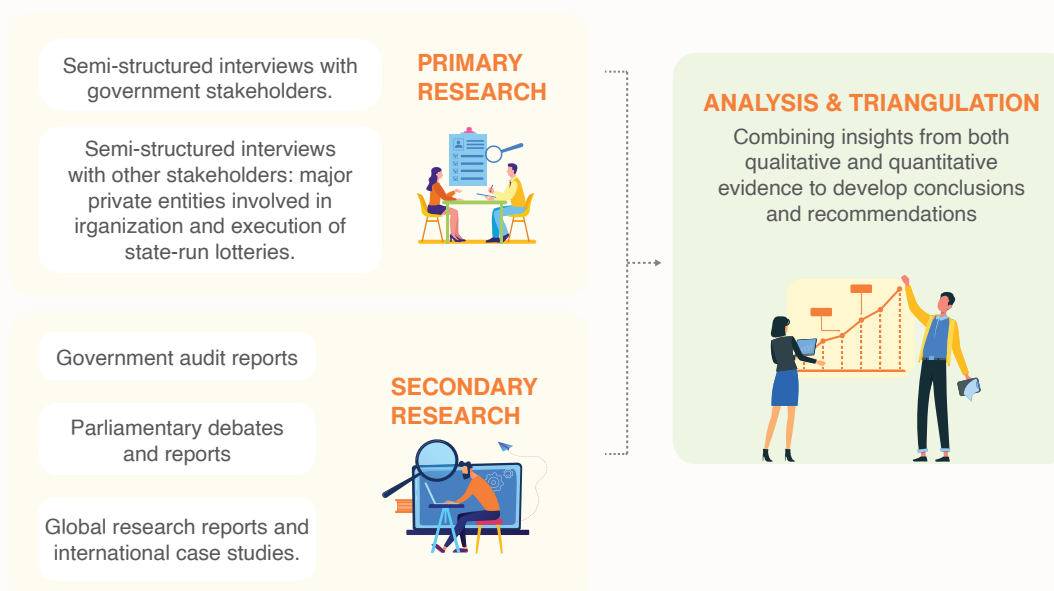 Semi-structured interviews with
government stakeholders.
PRIMARY
RESEARCH
Semi-structured interviews
with other stakeholders: major
private entities involved in
irganization and execution of
state-run lotteries.
Government audit reports
SECONDARY
RESEARCH
Parliamentary debates
and reports
Global research reports and
international case studies.
ANALYSIS & TRIANGULATION
Combining insights from both
qualitative and quantitative
evidence to develop conclusions
and recommendations